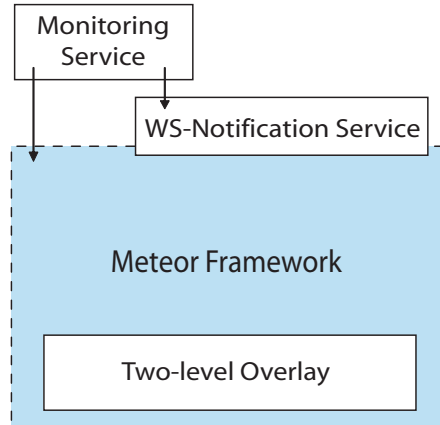 Monitoring
Service
WS-Notification Service
Meteor Framework
Two-level Overlay